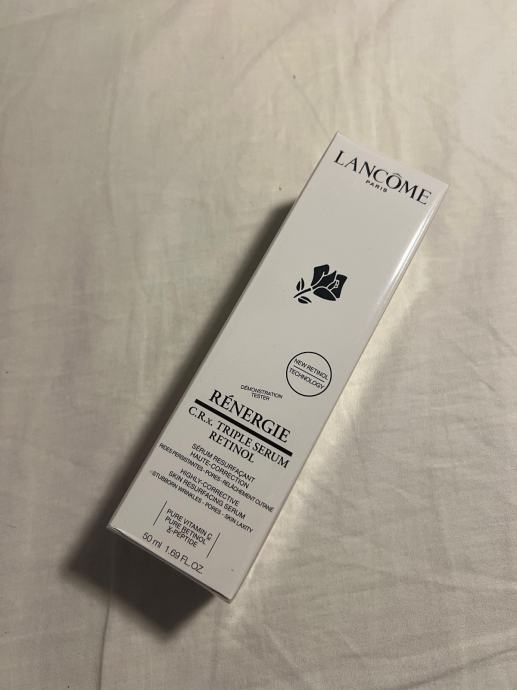 LANCÔME
PARIS
NEW RETINOL
TECHNOLOGY
DÉMONSTRATION
TESTER
RÉNERGIE
C.R.x. TRIPLE SERUM
RETINOL
SÉRUM RESURFAÇANT
HAUTE-CORRECTION
RIDES PERSISTANTES - PORES - RELÂCHEMENT CUTANÉ
HIGHLY-CORRECTIVE
SKIN RESURFACING SERUM
STUBBORN WRINKLES - PORES - SKIN LAXITY
PURE VITAMIN C
PURE RETINOL
X-PEPTIDE
50 ml 1.69 FL.OZ.